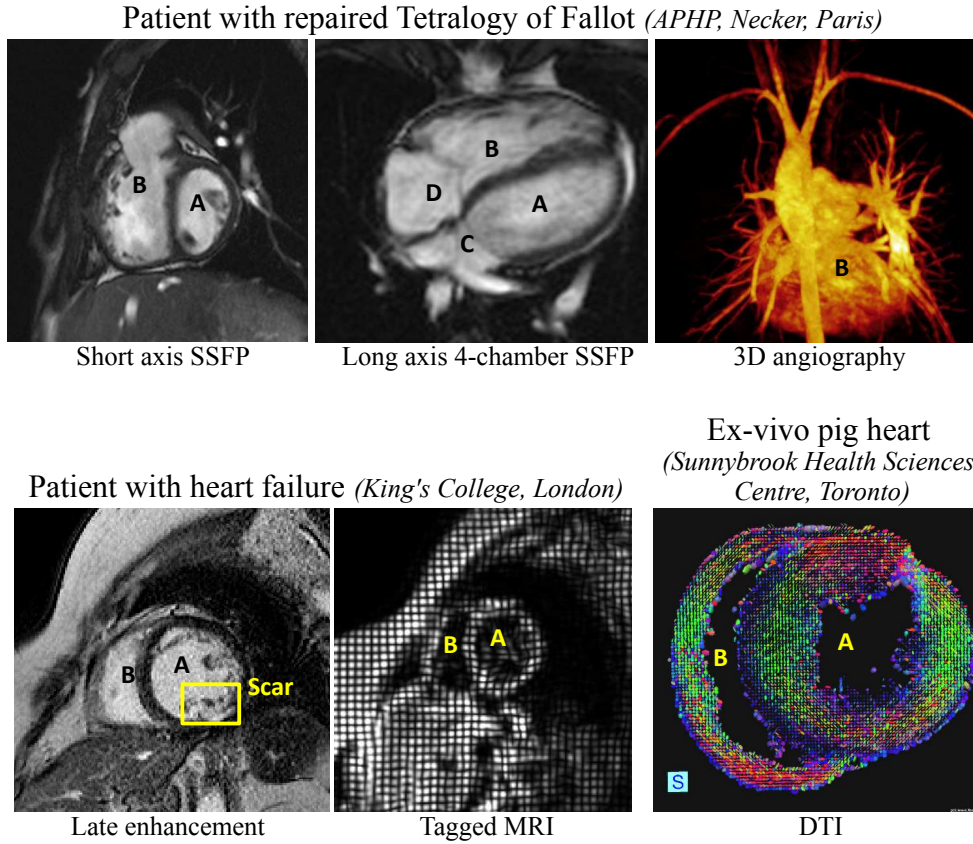 Patient with repaired Tetralogy of Fallot (APHP, Necker, Paris)
B
A
B
D
A
C
B
Short axis SSFP
Long axis 4-chamber SSFP
3D angiography
Ex-vivo pig heart
(Sunnybrook Health Sciences
Centre, Toronto)
Patient with heart failure (King's College, London)
B
A
Scar
B
A
B
A
S
Late enhancement
Tagged MRI
DTI